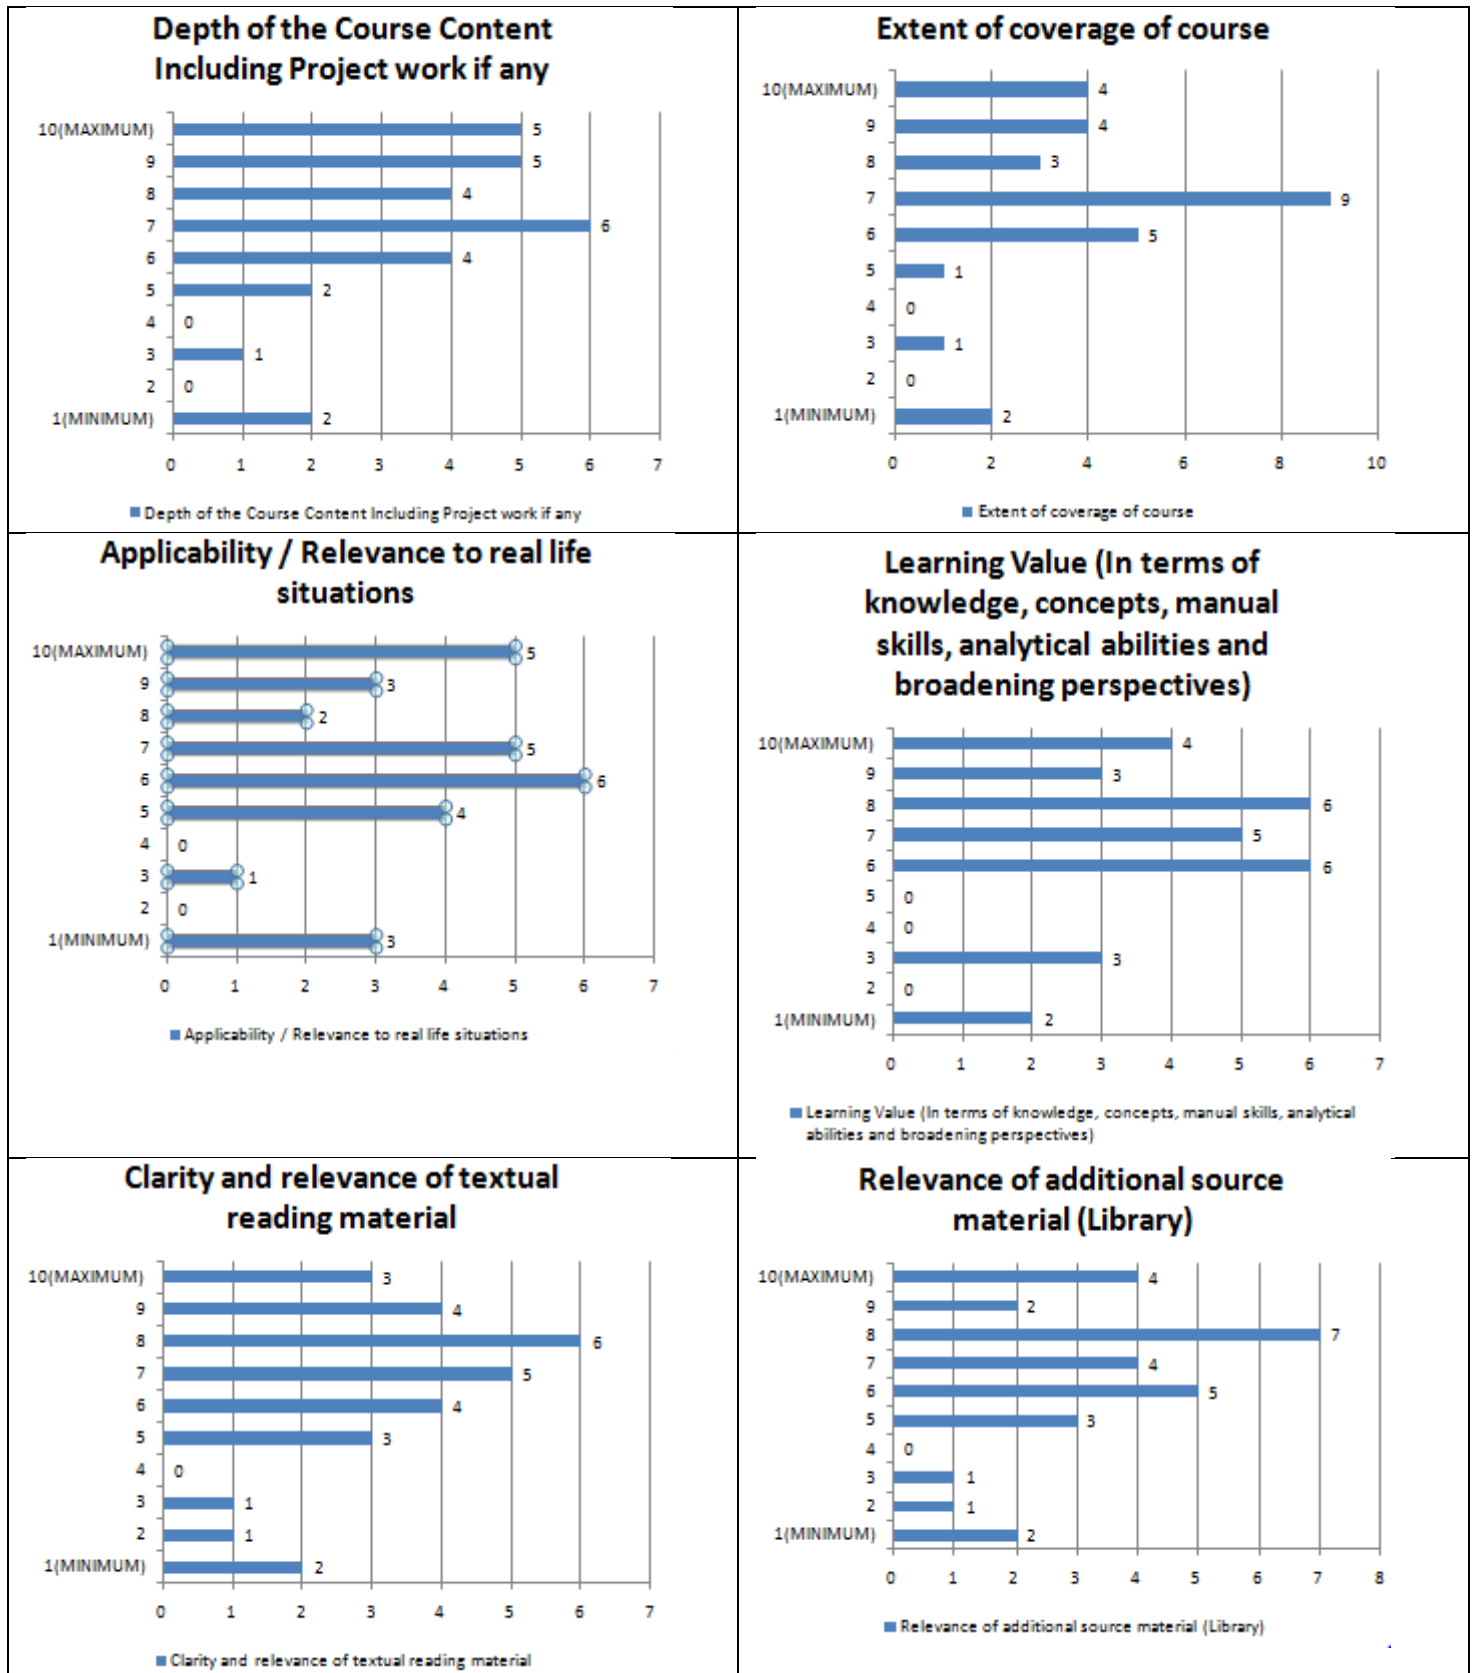 Depth of the Course Content
Including Project work if any
10(MAXIMUM) 5
9 5
8 4
7 6
6 4
5 2
4 0
3 1
2 0
1(MINIMUM) 2
0 1 2 3 4 5 6 7
Depth of the Course Content Including Project work if any
Extent of coverage of course
10(MAXIMUM) 4
9 4
8 3
7 9
6 5
5 1
4 0
3 1
2 0
1(MINIMUM) 2
0 2 4 6 8 10
Extent of coverage of course
Applicability / Relevance to real life
situations
10(MAXIMUM) 5
9 3
8 2
7 5
6 6
5 4
4 0
3 1
2 0
1(MINIMUM) 3
0 1 2 3 4 5 6 7
Applicability / Relevance to real life situations
Learning Value (In terms of
knowledge, concepts, manual
skills, analytical abilities and
broadening perspectives)
10(MAXIMUM) 4
9 3
8 6
7 5
6 6
5 0
4 0
3 3
2 0
1(MINIMUM) 2
0 1 2 3 4 5 6 7
Learning Value (In terms of knowledge, concepts, manual skills, analytical
abilities and broadening perspectives)
Clarity and relevance of textual
reading material
10(MAXIMUM) 3
9 4
8 6
7 5
6 4
5 3
4 0
3 1
2 1
1(MINIMUM) 2
0 1 2 3 4 5 6 7
Clarity and relevance of textual reading material
Relevance of additional source
material (Library)
10(MAXIMUM) 4
9 2
8 7
7 4
6 5
5 3
4 0
3 1
2 1
1(MINIMUM) 2
0 1 2 3 4 5 6 7 8
Relevance of additional source material (Library)